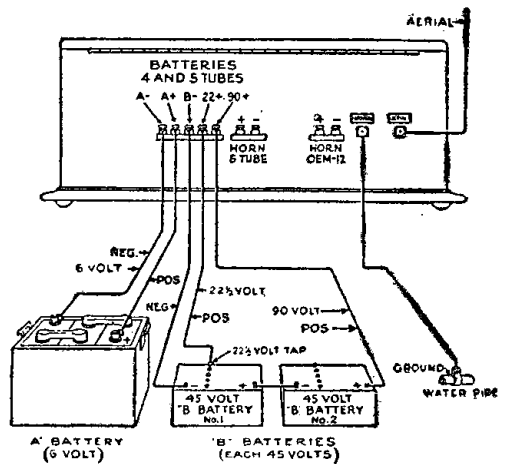 AERIAL
BATTERIES
4 AND 5 TUBES
A- A+ B- 22+. 90+
+ -
HORN
5 TUBE
+ -
HORN
OEM-12
NEG.
6 VOLT
POS
NEG
22½ VOLT
POS
90 VOLT
POS
22½ VOLT TAP
GROUND
WATER PIPE
- +
45 VOLT
"B" BATTERY
No.1
- +
45 VOLT
"B" BATTERY
No.2
+
"A" BATTERY
(6 VOLT)
"B" BATTERIES
(EACH 45 VOLTS)